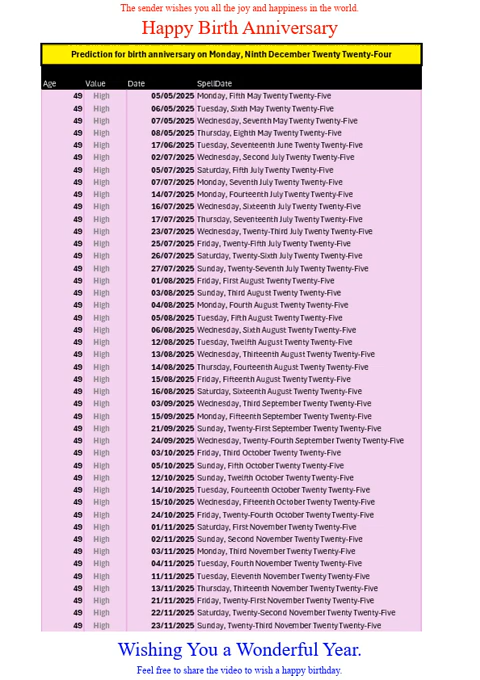 The sender wishes you all the joy and happiness in the world.
Happy Birth Anniversary
Prediction for birth anniversary on Monday, Ninth December Twenty Twenty-Four
Age Value Date SpellDate
49 High 05/05/2025 Monday, Fifth May Twenty Twenty-Five
49 High 06/05/2025 Tuesday, Sixth May Twenty Twenty-Five
49 High 07/05/2025 Wednesday, Seventh May Twenty Twenty-Five
49 High 08/05/2025 Thursday, Eighth May Twenty Twenty-Five
49 High 17/06/2025 Tuesday, Seventeenth June Twenty Twenty-Five
49 High 02/07/2025 Wednesday, Second July Twenty Twenty-Five
49 High 05/07/2025 Saturday, Fifth July Twenty Twenty-Five
49 High 07/07/2025 Monday, Seventh July Twenty Twenty-Five
49 High 14/07/2025 Monday, Fourteenth July Twenty Twenty-Five
49 High 16/07/2025 Wednesday, Sixteenth July Twenty Twenty-Five
49 High 17/07/2025 Thursday, Seventeenth July Twenty Twenty-Five
49 High 23/07/2025 Wednesday, Twenty-Third July Twenty Twenty-Five
49 High 25/07/2025 Friday, Twenty-Fifth July Twenty Twenty-Five
49 High 26/07/2025 Saturday, Twenty-Sixth July Twenty Twenty-Five
49 High 27/07/2025 Sunday, Twenty-Seventh July Twenty Twenty-Five
49 High 01/08/2025 Friday, First August Twenty Twenty-Five
49 High 03/08/2025 Sunday, Third August Twenty Twenty-Five
49 High 04/08/2025 Monday, Fourth August Twenty Twenty-Five
49 High 05/08/2025 Tuesday, Fifth August Twenty Twenty-Five
49 High 06/08/2025 Wednesday, Sixth August Twenty Twenty-Five
49 High 12/08/2025 Tuesday, Twelfth August Twenty Twenty-Five
49 High 13/08/2025 Wednesday, Thirteenth August Twenty Twenty-Five
49 High 14/08/2025 Thursday, Fourteenth August Twenty Twenty-Five
49 High 15/08/2025 Friday, Fifteenth August Twenty Twenty-Five
49 High 16/08/2025 Saturday, Sixteenth August Twenty Twenty-Five
49 High 03/09/2025 Wednesday, Third September Twenty Twenty-Five
49 High 15/09/2025 Monday, Fifteenth September Twenty Twenty-Five
49 High 21/09/2025 Sunday, Twenty-First September Twenty Twenty-Five
49 High 24/09/2025 Wednesday, Twenty-Fourth September Twenty Twenty-Five
49 High 03/10/2025 Friday, Third October Twenty Twenty-Five
49 High 05/10/2025 Sunday, Fifth October Twenty Twenty-Five
49 High 12/10/2025 Sunday, Twelfth October Twenty Twenty-Five
49 High 14/10/2025 Tuesday, Fourteenth October Twenty Twenty-Five
49 High 15/10/2025 Wednesday, Fifteenth October Twenty Twenty-Five
49 High 24/10/2025 Friday, Twenty-Fourth October Twenty Twenty-Five
49 High 01/11/2025 Saturday, First November Twenty Twenty-Five
49 High 02/11/2025 Sunday, Second November Twenty Twenty-Five
49 High 03/11/2025 Monday, Third November Twenty Twenty-Five
49 High 04/11/2025 Tuesday, Fourth November Twenty Twenty-Five
49 High 11/11/2025 Tuesday, Eleventh November Twenty Twenty-Five
49 High 13/11/2025 Thursday, Thirteenth November Twenty Twenty-Five
49 High 21/11/2025 Friday, Twenty-First November Twenty Twenty-Five
49 High 22/11/2025 Saturday, Twenty-Second November Twenty Twenty-Five
49 High 23/11/2025 Sunday, Twenty-Third November Twenty Twenty-Five
Wishing You a Wonderful Year.
Feel free to share the video to wish a happy birthday.